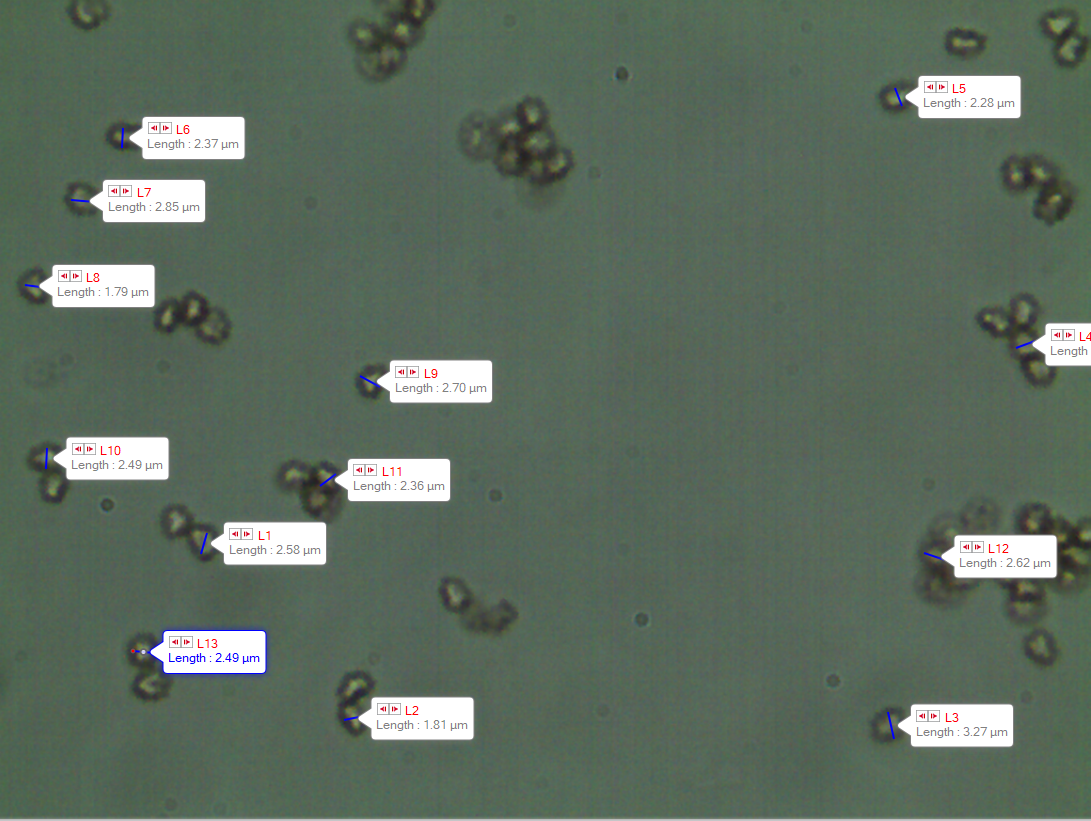 L5
Length : 2.28 µm
L6
Length : 2.37 µm
L7
Length : 2.85 µm
L8
Length : 1.79 µm
L4
Length
L9
Length : 2.70 µm
L10
Length : 2.49 µm
L11
Length : 2.36 µm
L1
Length : 2.58 µm
L12
Length : 2.62 µm
L13
Length : 2.49 µm
L2
Length : 1.81 µm
L3
Length : 3.27 µm